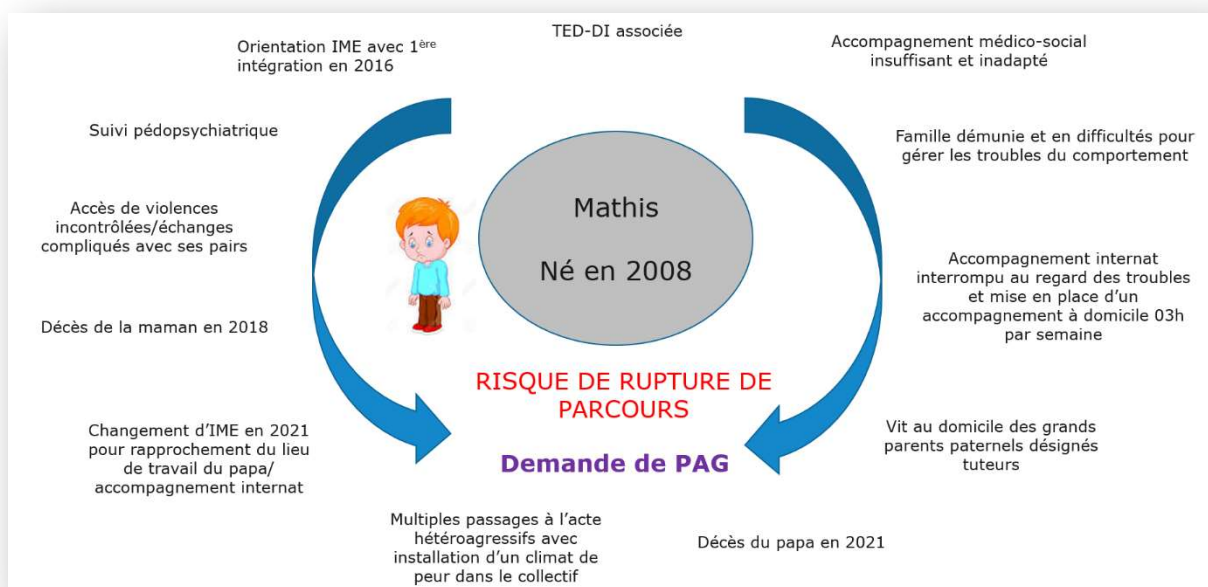 TED-DI associée
Orientation IME avec 1ère
intégration en 2016
Suivi pédopsychiatrique
Accès de violences
incontrôlées/échanges
compliqués avec ses pairs
Décès de la maman en 2018
Changement d’IME en 2021
pour rapprochement du lieu
de travail du papa/
accompagnement internat
Multiples passages à l’acte
hétéroagressifs avec
installation d’un climat de
peur dans le collectif
Décès du papa en 2021
Vit au domicile des grands
parents paternels désignés
tuteurs
Accompagnement internat
interrompu au regard des troubles
et mise en place d’un
accompagnement à domicile 03h
par semaine
Famille démunie et en difficultés pour
gérer les troubles du comportement
Accompagnement médico-social
insuffisant et inadapté
Mathis
Né en 2008
RISQUE DE RUPTURE DE
PARCOURS
Demande de PAG